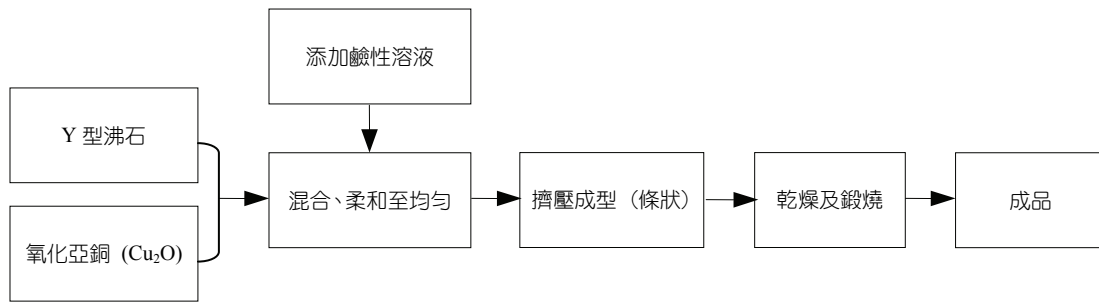 添加鹼性溶液
Y 型沸石
混合、柔和至均勻
擠壓成型（條狀）
乾燥及鍛燒
成品
氧化亞銅 (Cu₂O)